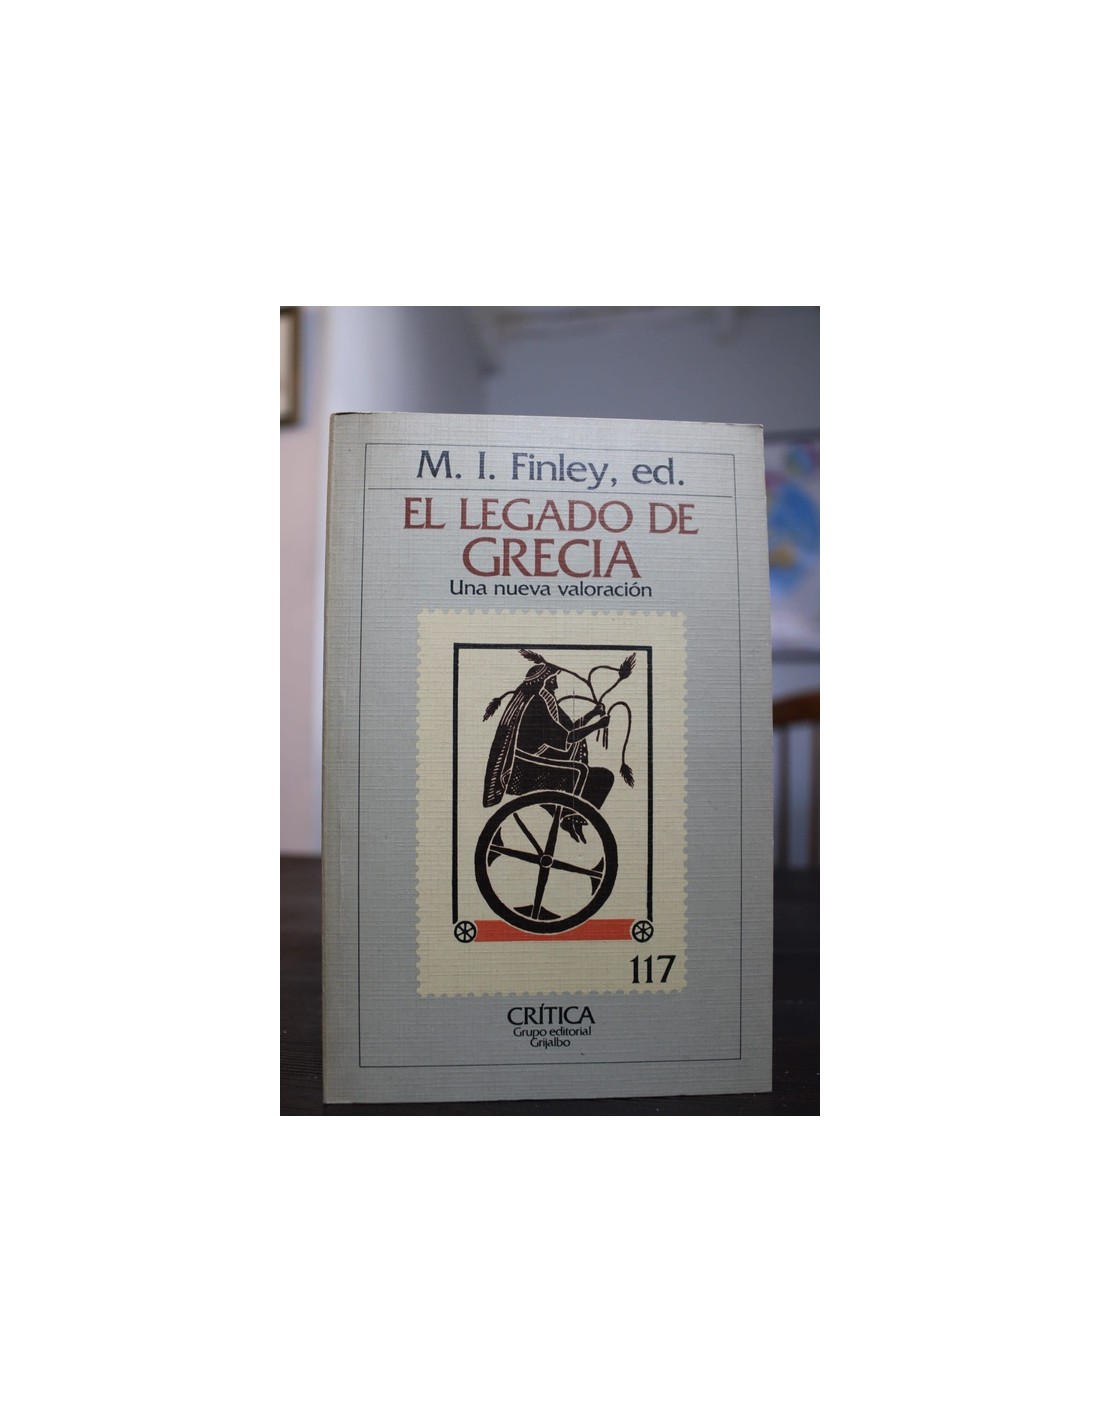 M. I. Finley, ed.
EL LEGADO DE
GRECIA
Una nueva valoración
117
CRÍTICA
Grupo editorial
Grijalbo